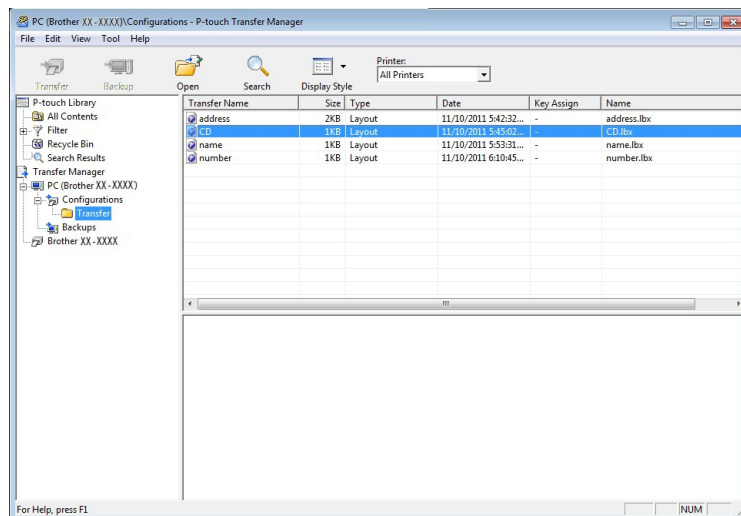 PC (Brother XX-XXXX)\Configurations - P-touch Transfer Manager
File Edit View Tool Help
Transfer Backup Open Search Display Style
Printer:
All Printers
P-touch Library
All Contents
Filter
Recycle Bin
Search Results
Transfer Manager
PC (Brother XX-XXXX)
Configurations
Transfer
Backups
Brother XX-XXXX
Transfer Name Size Type Date Key Assign Name
address 2KB Layout 11/10/2011 5:42:32... - address.lbx
CD 1KB Layout 11/10/2011 5:45:02... - CD.lbx
name 1KB Layout 11/10/2011 5:53:31... - name.lbx
number 1KB Layout 11/10/2011 6:10:45... - number.lbx
For Help, press F1
NUM